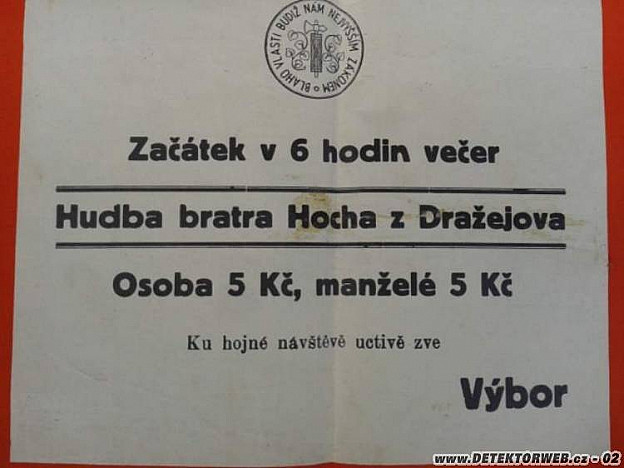 BLAHO VLASTI BUDIŽ NÁM NEJVYŠŠÍM ZÁKONEM
Začátek v 6 hodin večer
Hudba bratra Hocha z Dražejova
Osoba 5 Kč, manželé 5 Kč
Ku hojné návštěvě uctivě zve
Výbor
www.DETEKTORWEB.cz - 02